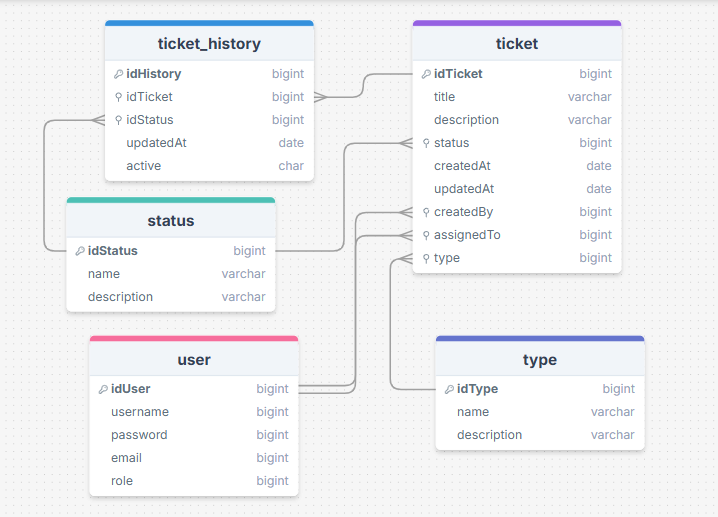 ticket_history
idHistory bigint
idTicket bigint
idStatus bigint
updatedAt date
active char
ticket
idTicket bigint
title varchar
description varchar
status bigint
createdAt date
updatedAt date
createdBy bigint
assignedTo bigint
type bigint
status
idStatus bigint
name varchar
description varchar
user
idUser bigint
username bigint
password bigint
email bigint
role bigint
type
idType bigint
name varchar
description varchar